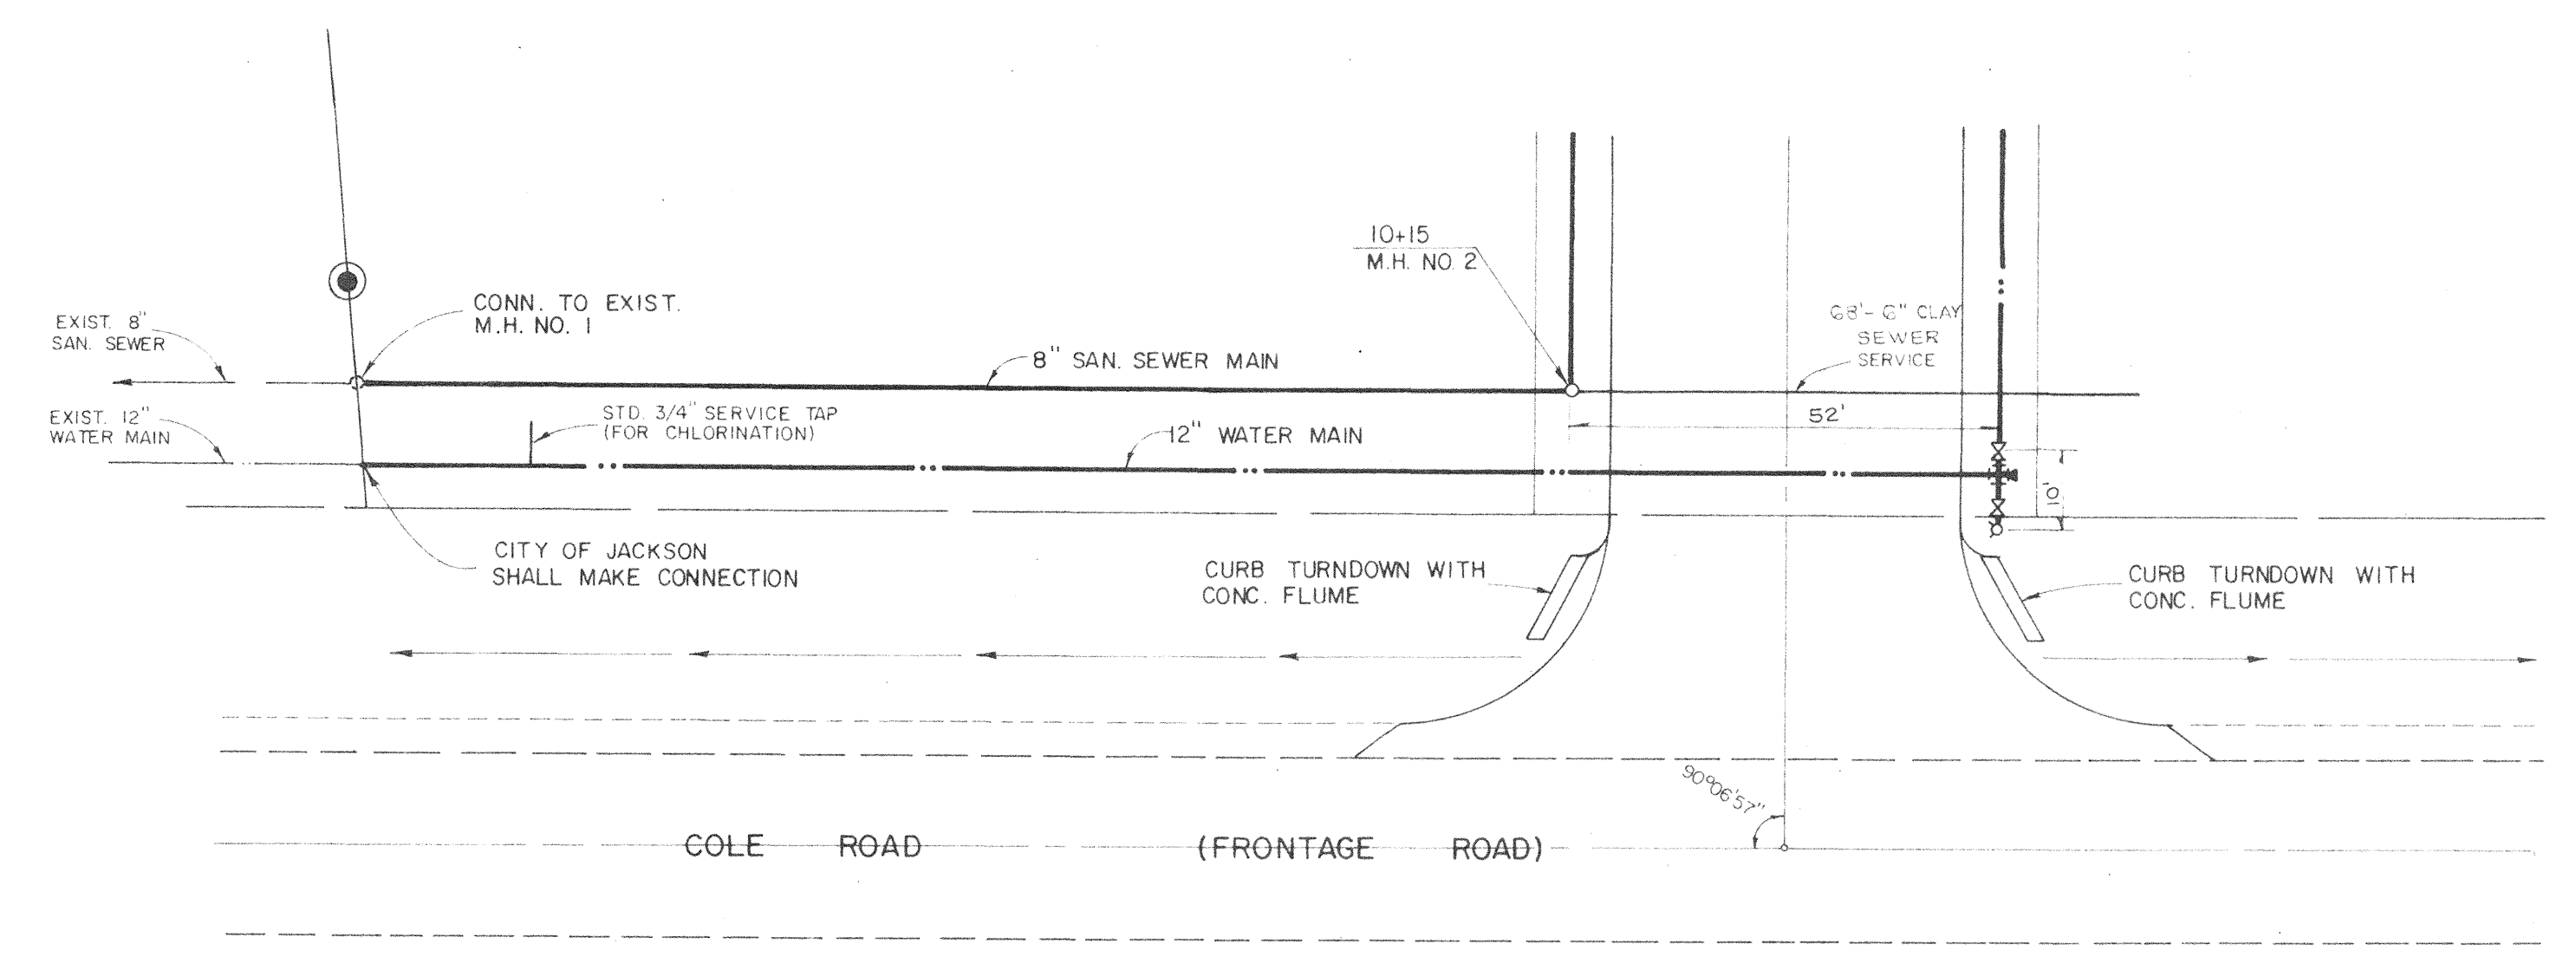 10+15
M.H. NO. 2
CONN. TO EXIST.
M.H. NO. 1
EXIST. 8"
SAN. SEWER
68'- 6" CLAY
SEWER
SERVICE
8" SAN. SEWER MAIN
EXIST. 12"
WATER MAIN
STD. 3/4" SERVICE TAP
(FOR CHLORINATION)
12" WATER MAIN
52'
10'
CITY OF JACKSON
SHALL MAKE CONNECTION
CURB TURNDOWN WITH
CONC. FLUME
CURB TURNDOWN WITH
CONC. FLUME
90°06'57"
COLE ROAD (FRONTAGE ROAD)